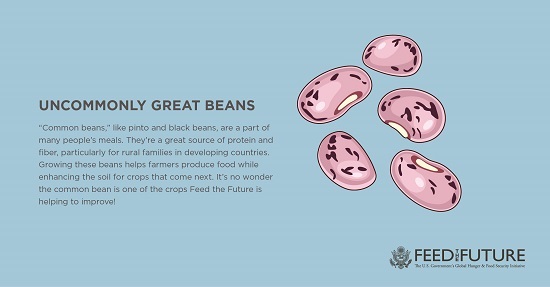 UNCOMMONLY GREAT BEANS
"Common beans," like pinto and black beans, are a part of
many people's meals. They're a great source of protein and
fiber, particularly for rural families in developing countries.
Growing these beans helps farmers produce food while
enhancing the soil for crops that come next. It's no wonder
the common bean is one of the crops Feed the Future is
helping to improve!
FEED THE FUTURE
The U.S. Government's Global Hunger & Food Security Initiative